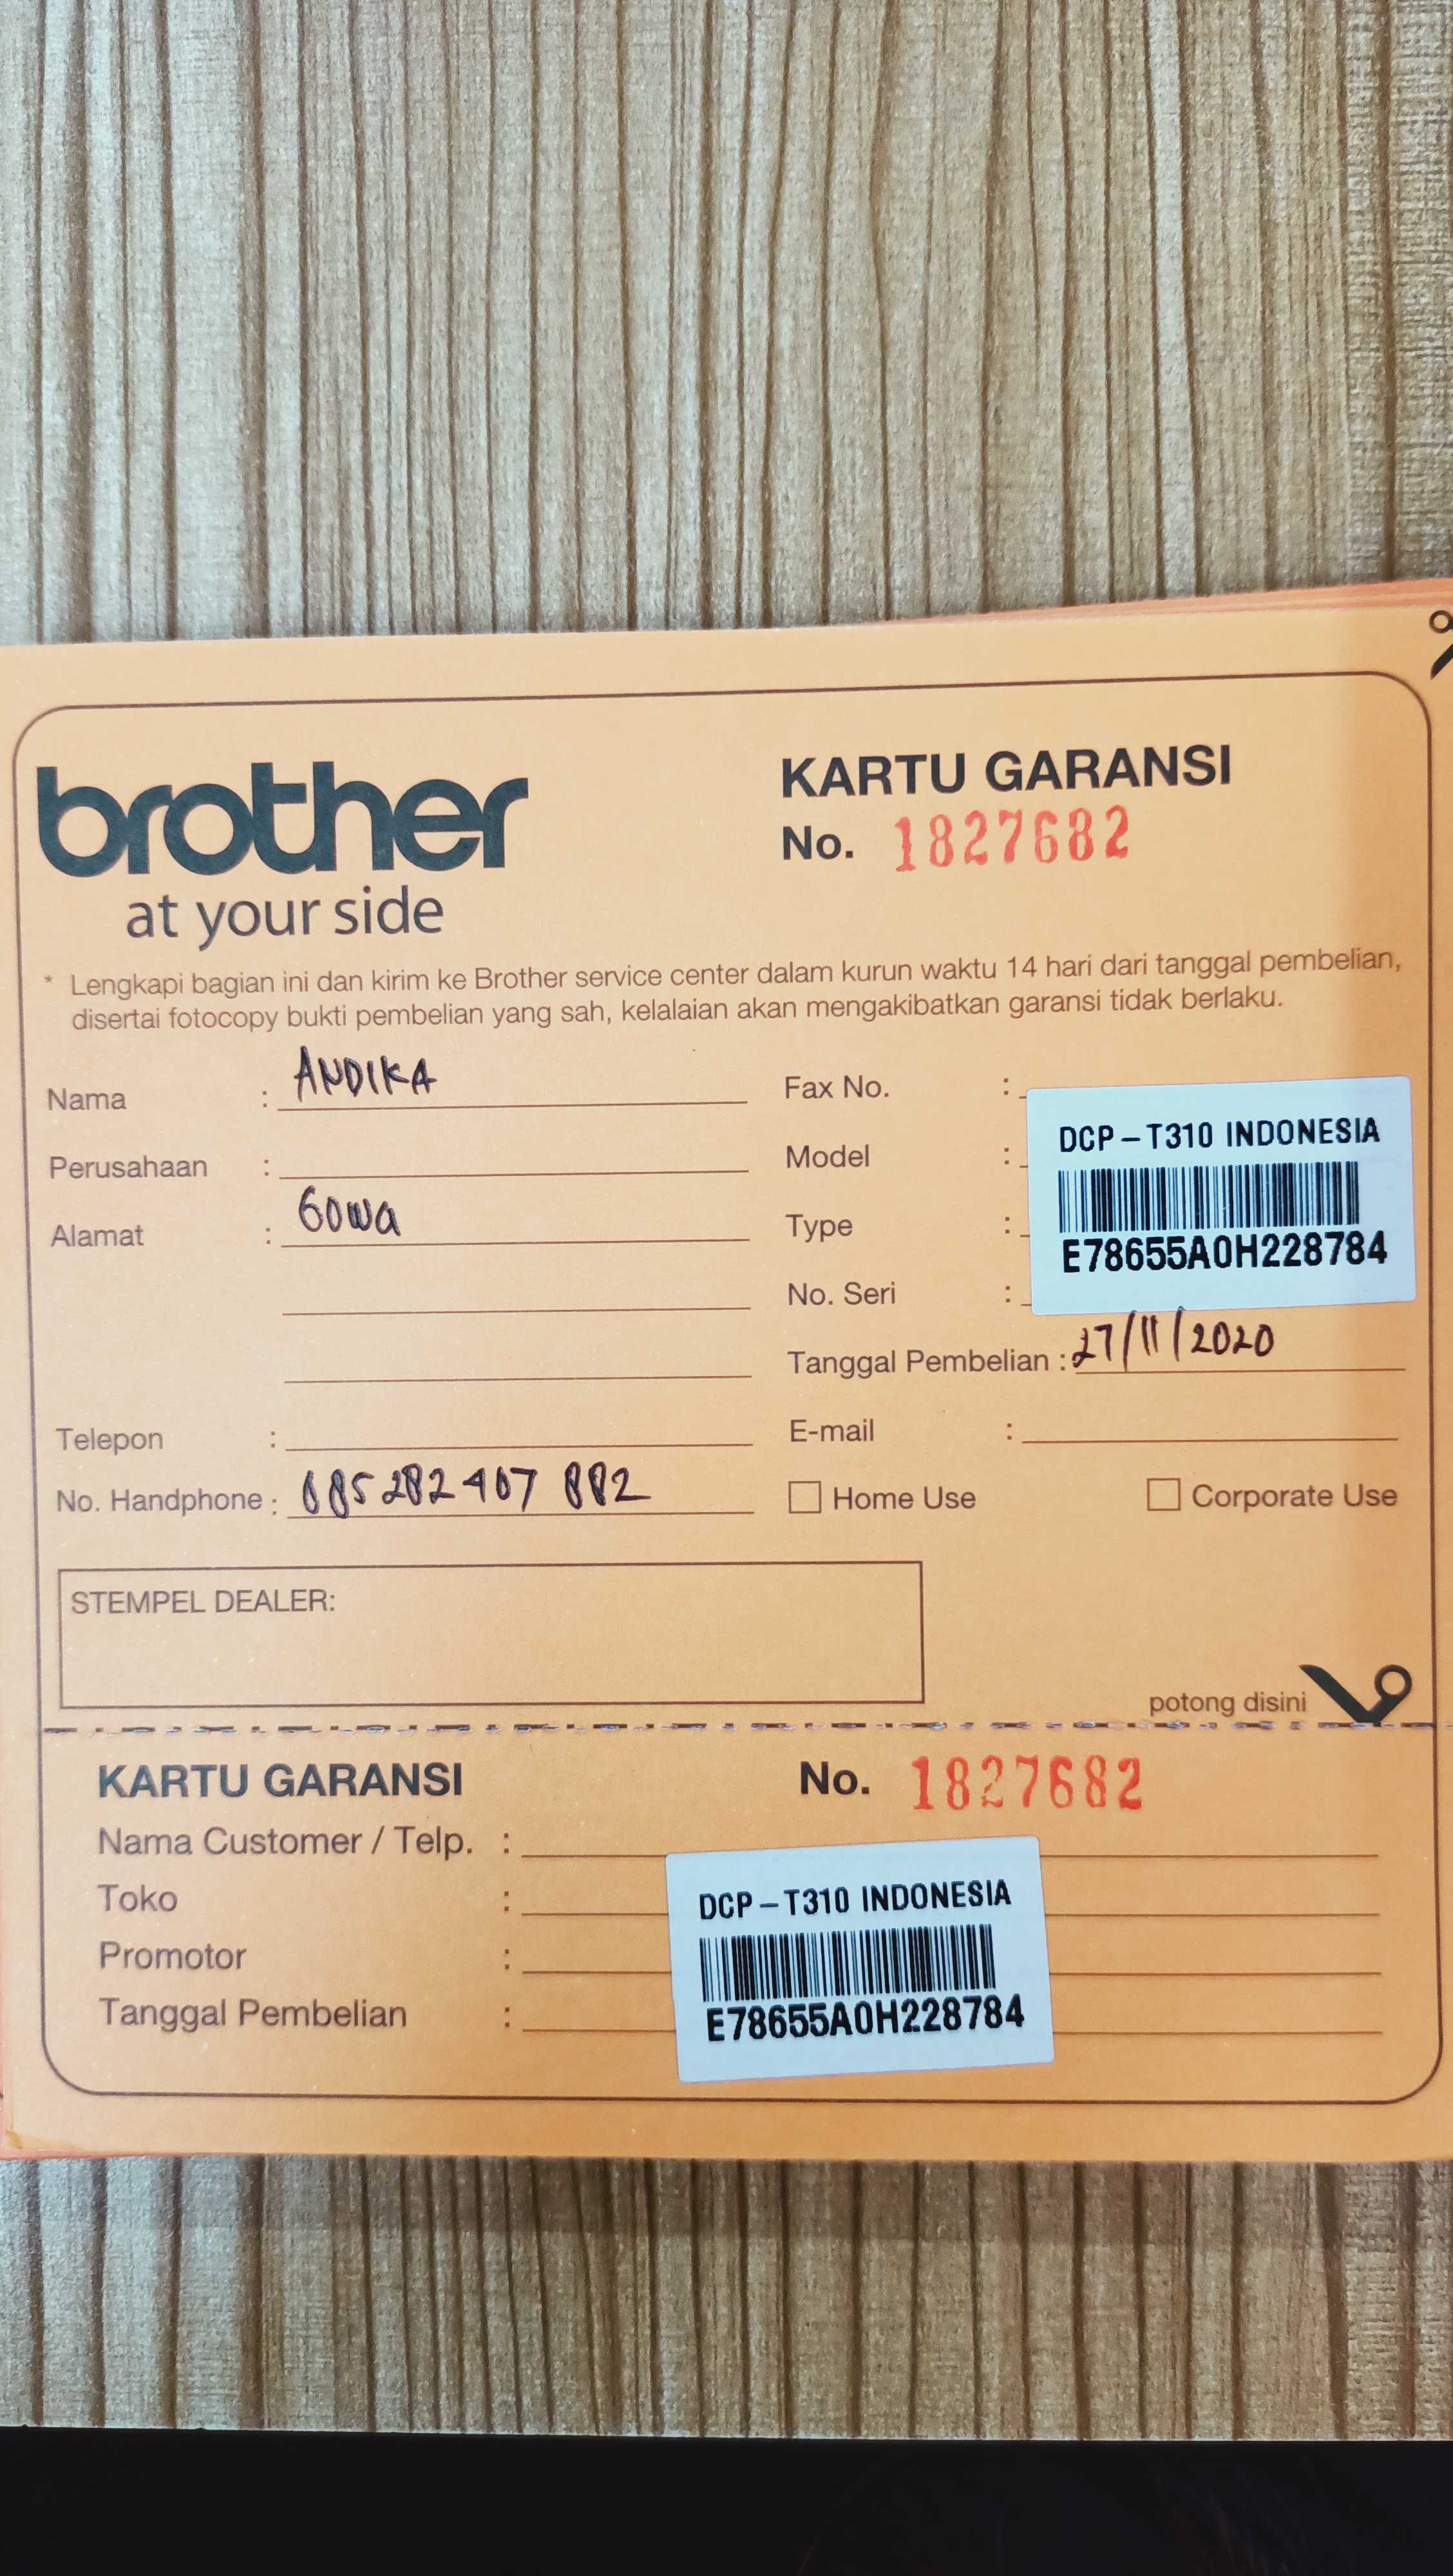 brother
at your side
KARTU GARANSI
No. 1827682
* Lengkapi bagian ini dan kirim ke Brother service center dalam kurun waktu 14 hari dari tanggal pembelian,
disertai fotocopy bukti pembelian yang sah, kelalaian akan mengakibatkan garansi tidak berlaku.
Nama : ANDIKA
Perusahaan :
Alamat : Gowa
Telepon :
No. Handphone : 085282407882
Fax No. :
Model :
Type :
No. Seri :
DCP-T310 INDONESIA
E78655A0H228784
Tanggal Pembelian : 27/11/2020
E-mail :
Home Use Corporate Use
STEMPEL DEALER:
potong disini
KARTU GARANSI No. 1827682
Nama Customer / Telp. :
Toko :
Promotor :
Tanggal Pembelian :
DCP-T310 INDONESIA
E78655A0H228784